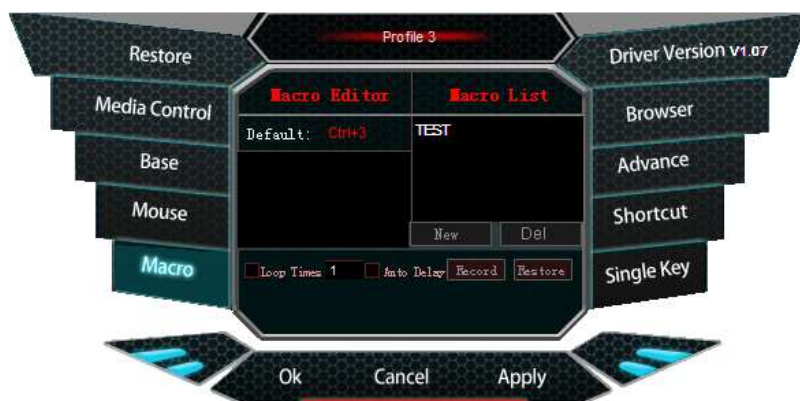 Profile 3
Restore
Media Control
Base
Mouse
Macro
Macro Editor
Default: Ctrl+3
Macro List
TEST
New Del
Loop Times 1 Auto Delay Record Restore
Driver Version V1.07
Browser
Advance
Shortcut
Single Key
Ok Cancel Apply